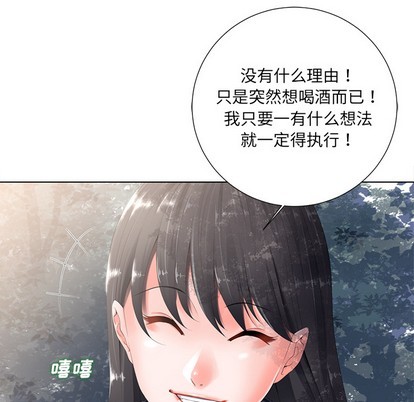 没有什么理由！
只是突然想喝酒而已！
我只要一有什么想法
就一定得执行！
嘻嘻